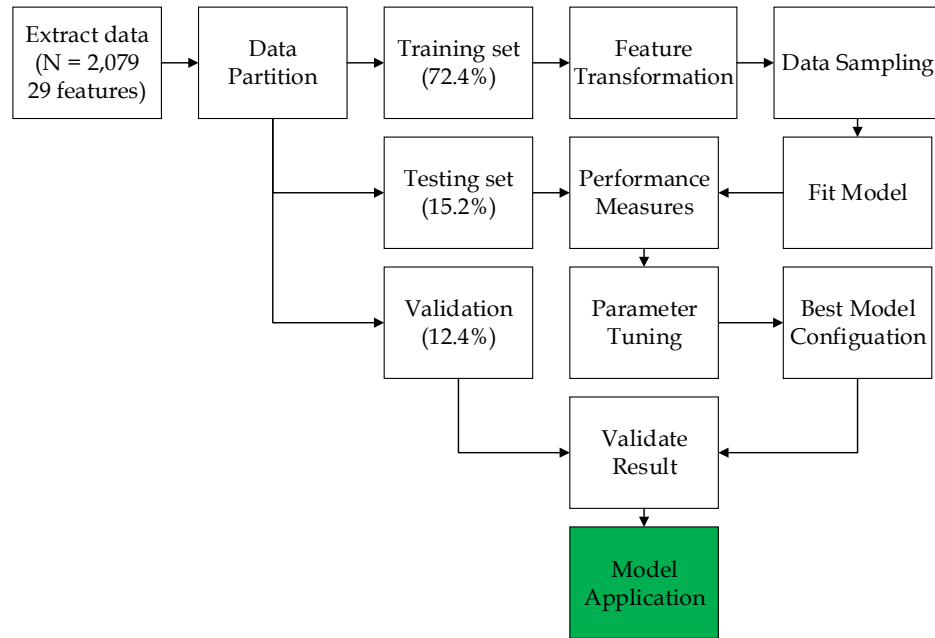 Extract data
(N = 2,079
29 features)
Data
Partition
Training set
(72.4%)
Feature
Transformation
Data Sampling
Testing set
(15.2%)
Performance
Measures
Fit Model
Validation
(12.4%)
Parameter
Tuning
Best Model
Configuation
Validate
Result
Model
Application